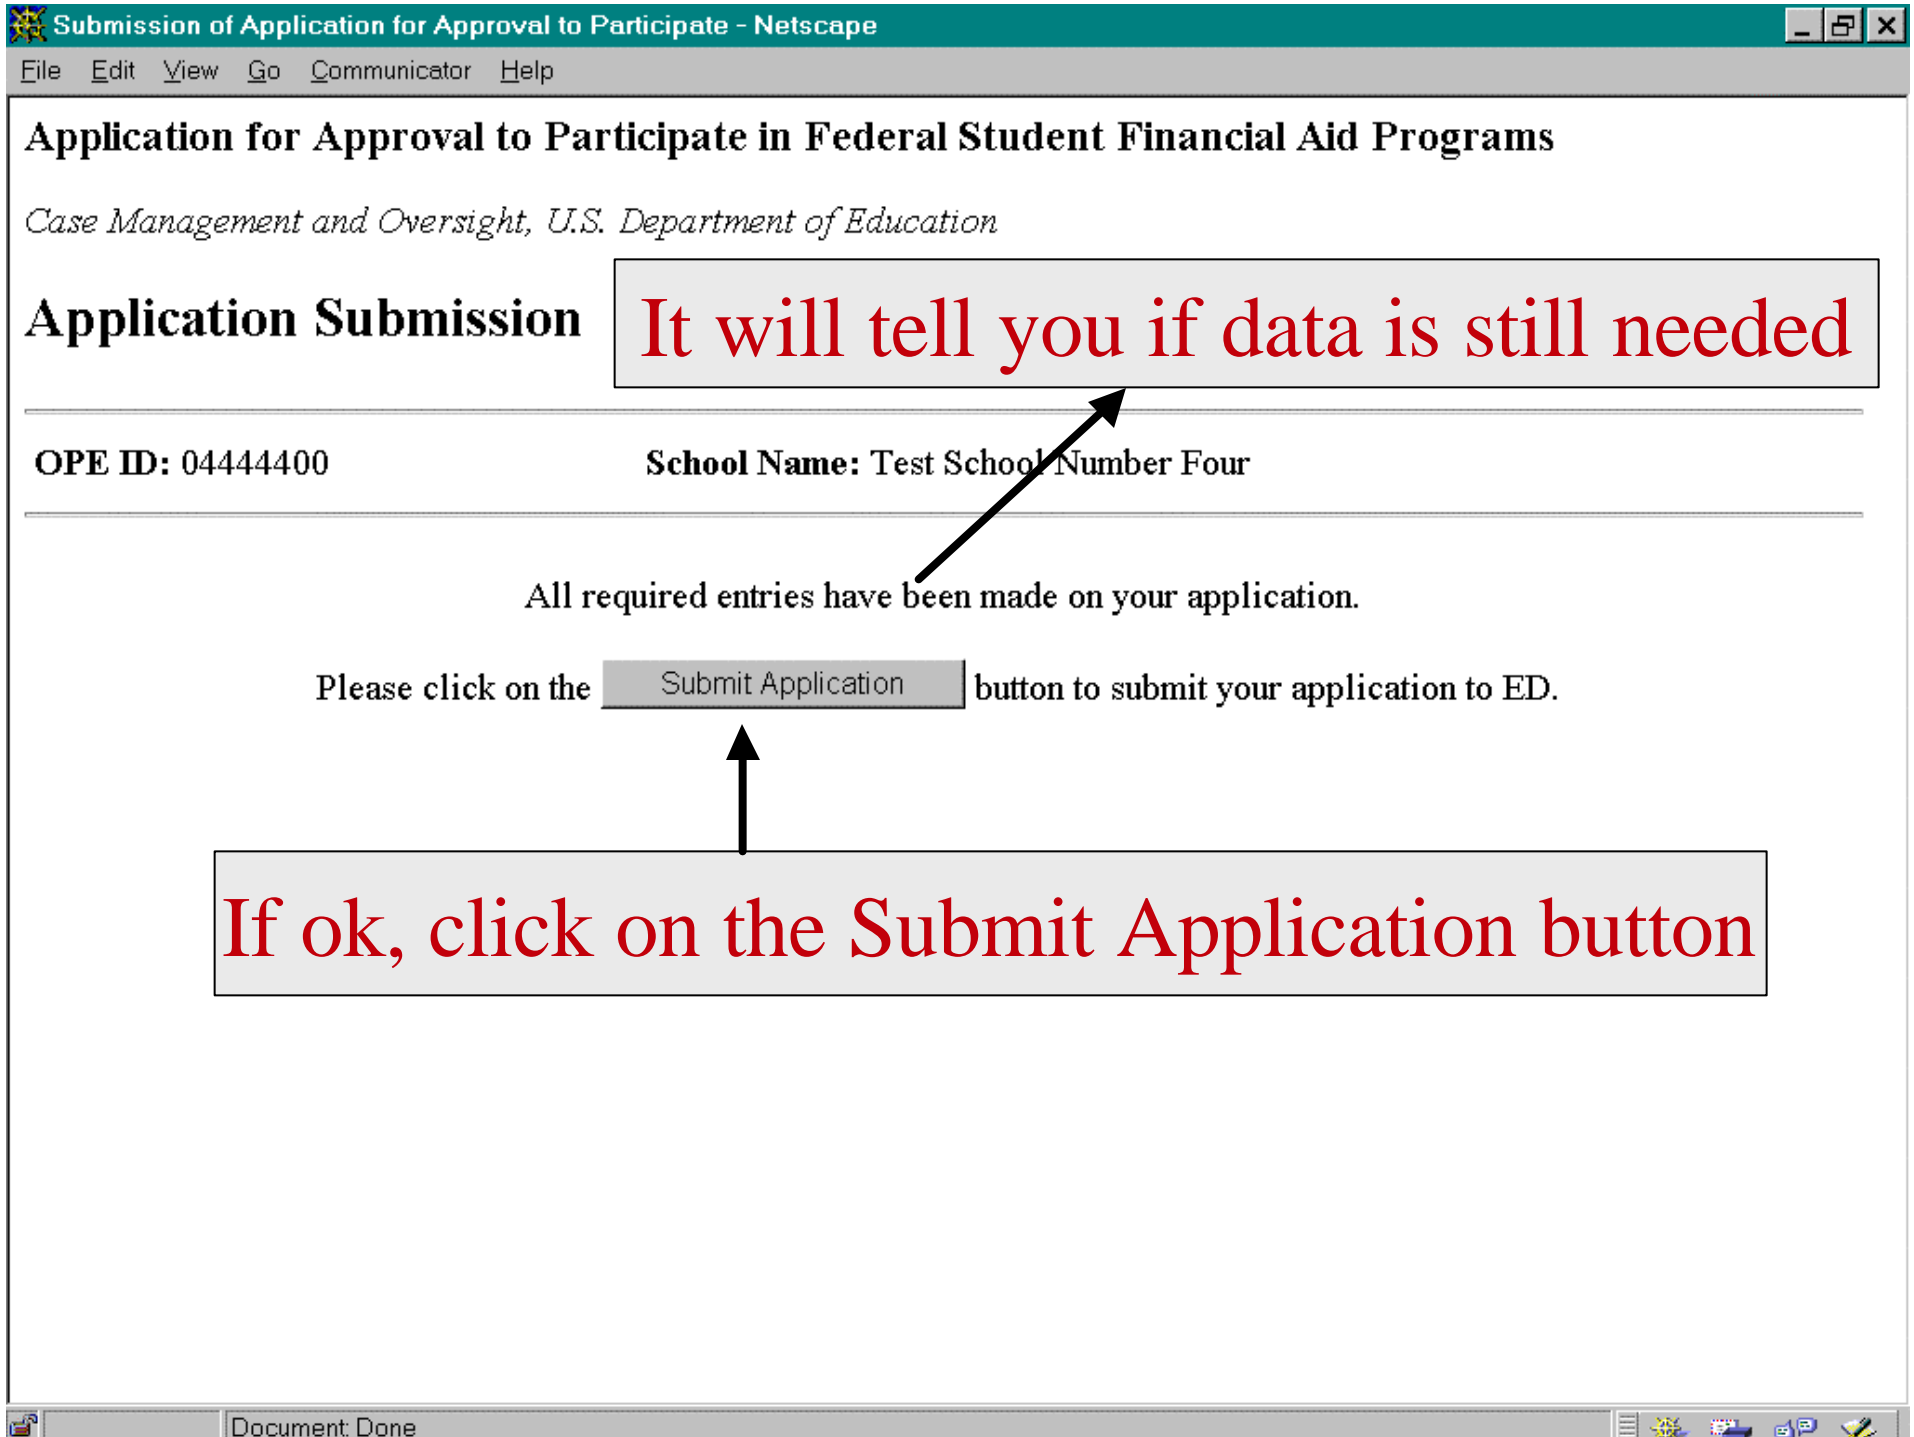 Submission of Application for Approval to Participate - Netscape
File Edit View Go Communicator Help
Application for Approval to Participate in Federal Student Financial Aid Programs
Case Management and Oversight, U.S. Department of Education
Application Submission
It will tell you if data is still needed
OPE ID: 04444400 School Name: Test School Number Four
All required entries have been made on your application.
Please click on the Submit Application button to submit your application to ED.
If ok, click on the Submit Application button
Document: Done